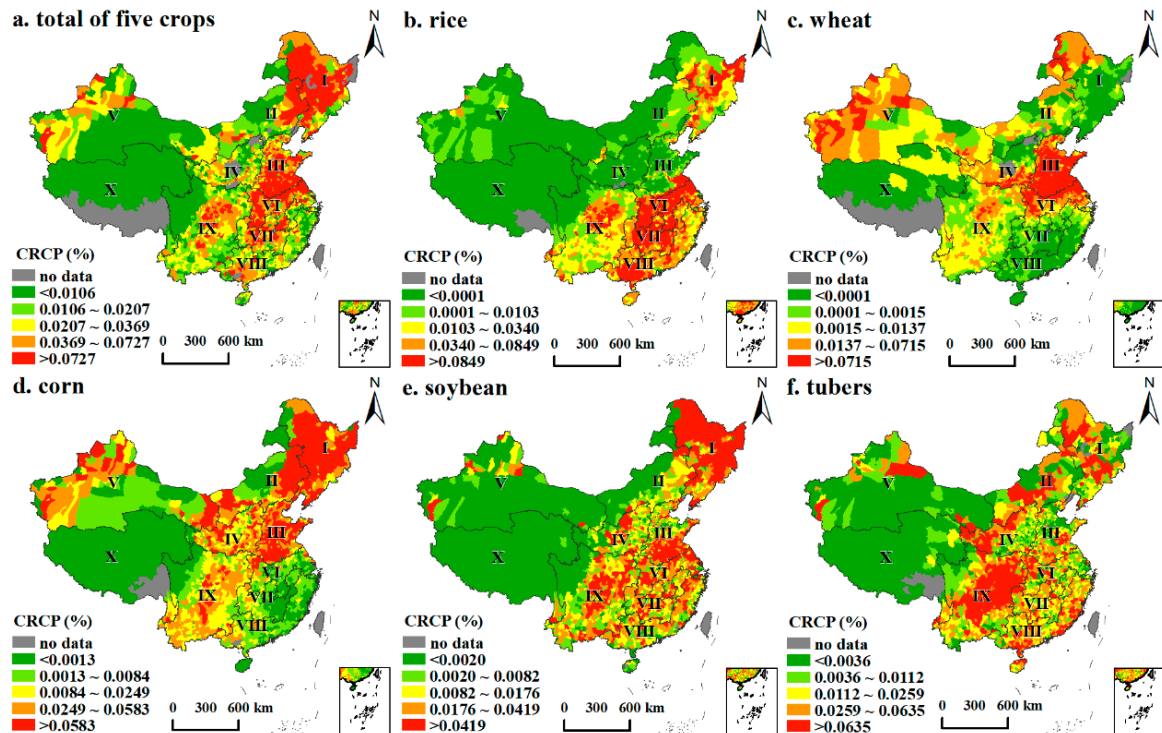 a. total of five crops
N
I
II
III
IV
V
VI
VII
VIII
IX
X
CRCP (%)
no data
<0.0106
0.0106 ~ 0.0207
0.0207 ~ 0.0369
0.0369 ~ 0.0727
>0.0727
0 300 600 km
b. rice
N
I
II
III
IV
V
VI
VII
VIII
IX
X
CRCP (%)
no data
<0.0001
0.0001 ~ 0.0103
0.0103 ~ 0.0340
0.0340 ~ 0.0849
>0.0849
0 300 600 km
c. wheat
N
I
II
III
IV
V
VI
VII
VIII
IX
X
CRCP (%)
no data
<0.0001
0.0001 ~ 0.0015
0.0015 ~ 0.0137
0.0137 ~ 0.0715
>0.0715
0 300 600 km
d. corn
N
I
II
III
IV
V
VI
VII
VIII
IX
X
CRCP (%)
no data
<0.0013
0.0013 ~ 0.0084
0.0084 ~ 0.0249
0.0249 ~ 0.0583
>0.0583
0 300 600 km
e. soybean
N
I
II
III
IV
V
VI
VII
VIII
IX
X
CRCP (%)
no data
<0.0020
0.0020 ~ 0.0082
0.0082 ~ 0.0176
0.0176 ~ 0.0419
>0.0419
0 300 600 km
f. tubers
N
I
II
III
IV
V
VI
VII
VIII
IX
X
CRCP (%)
no data
<0.0036
0.0036 ~ 0.0112
0.0112 ~ 0.0259
0.0259 ~ 0.0635
>0.0635
0 300 600 km